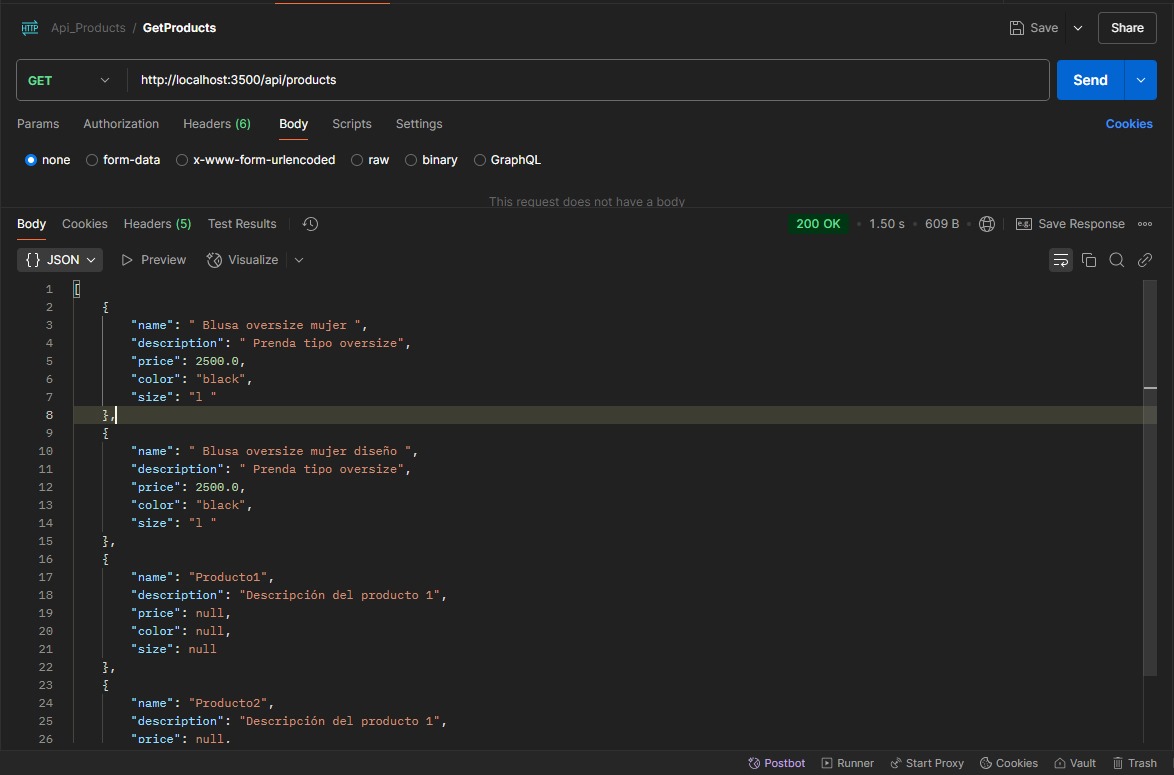 HTTP Api_Products / GetProducts Save Share
GET http://localhost:3500/api/products Send
Params Authorization Headers (6) Body Scripts Settings Cookies
none form-data x-www-form-urlencoded raw binary GraphQL
This request does not have a body
Body Cookies Headers (5) Test Results 200 OK • 1.50 s • 609 B • e.g. Save Response
{} JSON Preview Visualize
1 [
2 {
3 "name": " Blusa oversize mujer ",
4 "description": " Prenda tipo oversize",
5 "price": 2500.0,
6 "color": "black",
7 "size": "l "
8 },
9 {
10 "name": " Blusa oversize mujer diseño ",
11 "description": " Prenda tipo oversize",
12 "price": 2500.0,
13 "color": "black",
14 "size": "l "
15 },
16 {
17 "name": "Producto1",
18 "description": "Descripción del producto 1",
19 "price": null,
20 "color": null,
21 "size": null
22 },
23 {
24 "name": "Producto2",
25 "description": "Descripción del producto 1",
26 "price": null,
Postbot Runner Start Proxy Cookies Vault Trash